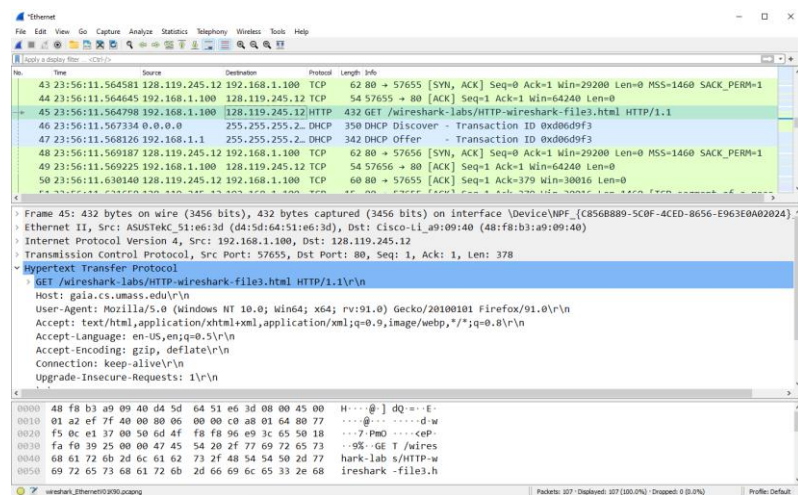 *Ethernet
File Edit View Go Capture Analyze Statistics Telephony Wireless Tools Help
Apply a display filter ... <Ctrl-/>
No. Time Source Destination Protocol Length Info
43 23:56:11.564581 128.119.245.12 192.168.1.100 TCP 62 80 → 57655 [SYN, ACK] Seq=0 Ack=1 Win=29200 Len=0 MSS=1460 SACK_PERM=1
44 23:56:11.564645 192.168.1.100 128.119.245.12 TCP 54 57655 → 80 [ACK] Seq=1 Ack=1 Win=64240 Len=0
45 23:56:11.564798 192.168.1.100 128.119.245.12 HTTP 432 GET /wireshark-labs/HTTP-wireshark-file3.html HTTP/1.1
46 23:56:11.567334 0.0.0.0 255.255.255.2… DHCP 350 DHCP Discover - Transaction ID 0xd06d9f3
47 23:56:11.568126 192.168.1.1 255.255.255.2… DHCP 342 DHCP Offer - Transaction ID 0xd06d9f3
48 23:56:11.569187 128.119.245.12 192.168.1.100 TCP 62 80 → 57656 [SYN, ACK] Seq=0 Ack=1 Win=29200 Len=0 MSS=1460 SACK_PERM=1
49 23:56:11.569225 192.168.1.100 128.119.245.12 TCP 54 57656 → 80 [ACK] Seq=1 Ack=1 Win=64240 Len=0
50 23:56:11.630140 128.119.245.12 192.168.1.100 TCP 60 80 → 57655 [ACK] Seq=1 Ack=379 Win=30016 Len=0
Frame 45: 432 bytes on wire (3456 bits), 432 bytes captured (3456 bits) on interface \Device\NPF_{C856B889-5C0F-4CED-8656-E963E0A02024}
Ethernet II, Src: ASUSTekC_51:e6:3d (d4:5d:64:51:e6:3d), Dst: Cisco-Li_a9:09:40 (48:f8:b3:a9:09:40)
Internet Protocol Version 4, Src: 192.168.1.100, Dst: 128.119.245.12
Transmission Control Protocol, Src Port: 57655, Dst Port: 80, Seq: 1, Ack: 1, Len: 378
Hypertext Transfer Protocol
GET /wireshark-labs/HTTP-wireshark-file3.html HTTP/1.1\r\n
Host: gaia.cs.umass.edu\r\n
User-Agent: Mozilla/5.0 (Windows NT 10.0; Win64; x64; rv:91.0) Gecko/20100101 Firefox/91.0\r\n
Accept: text/html,application/xhtml+xml,application/xml;q=0.9,image/webp,*/*;q=0.8\r\n
Accept-Language: en-US,en;q=0.5\r\n
Accept-Encoding: gzip, deflate\r\n
Connection: keep-alive\r\n
Upgrade-Insecure-Requests: 1\r\n
0000 48 f8 b3 a9 09 40 d4 5d 64 51 e6 3d 08 00 45 00 H····@·] dQ·=··E·
0010 01 a2 ef 7f 40 00 80 06 00 00 c0 a8 01 64 80 77 ····@··· ·····d·w
0020 f5 0c e1 37 00 50 6d 4f f8 f8 96 e9 3c 65 50 18 ···7·PmO ····<eP·
0030 fa f0 39 25 00 00 47 45 54 20 2f 77 69 72 65 73 ··9%··GE T /wires
0040 68 61 72 6b 2d 6c 61 62 73 2f 48 54 54 50 2d 77 hark-lab s/HTTP-w
0050 69 72 65 73 68 61 72 6b 2d 66 69 6c 65 33 2e 68 ireshark -file3.h
Packets: 107 · Displayed: 107 (100.0%) · Dropped: 0 (0.0%) Profile: Default